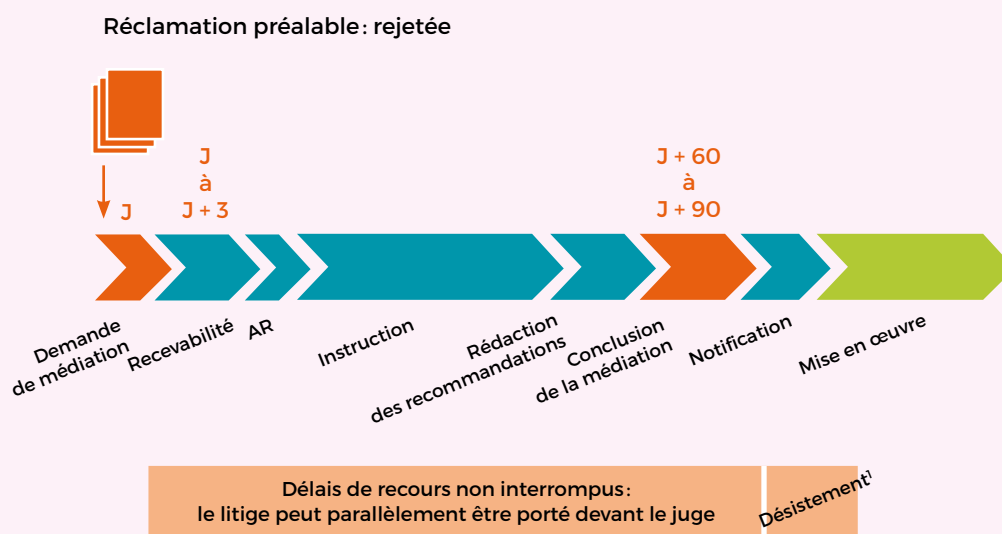 Réclamation préalable : rejetée
J
J
à
J + 3
J + 60
à
J + 90
Demande
de médiation
Recevabilité
AR
Instruction
Rédaction
des recommandations
Conclusion
de la médiation
Notification
Mise en œuvre
Délais de recours non interrompus :
le litige peut parallèlement être porté devant le juge
Désistement¹